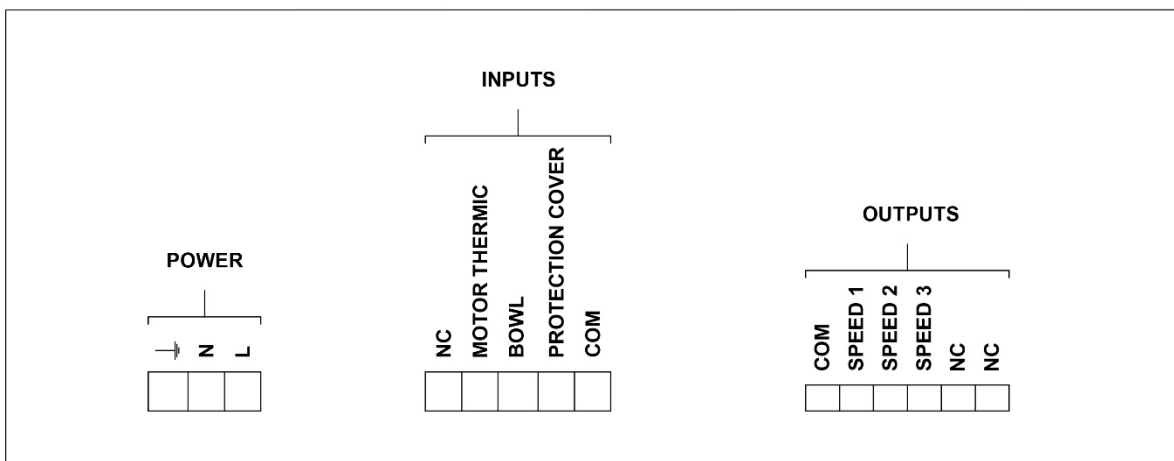 INPUTS
NC
MOTOR THERMIC
BOWL
PROTECTION COVER
COM
OUTPUTS
COM
SPEED 1
SPEED 2
SPEED 3
NC
NC
POWER
N
L